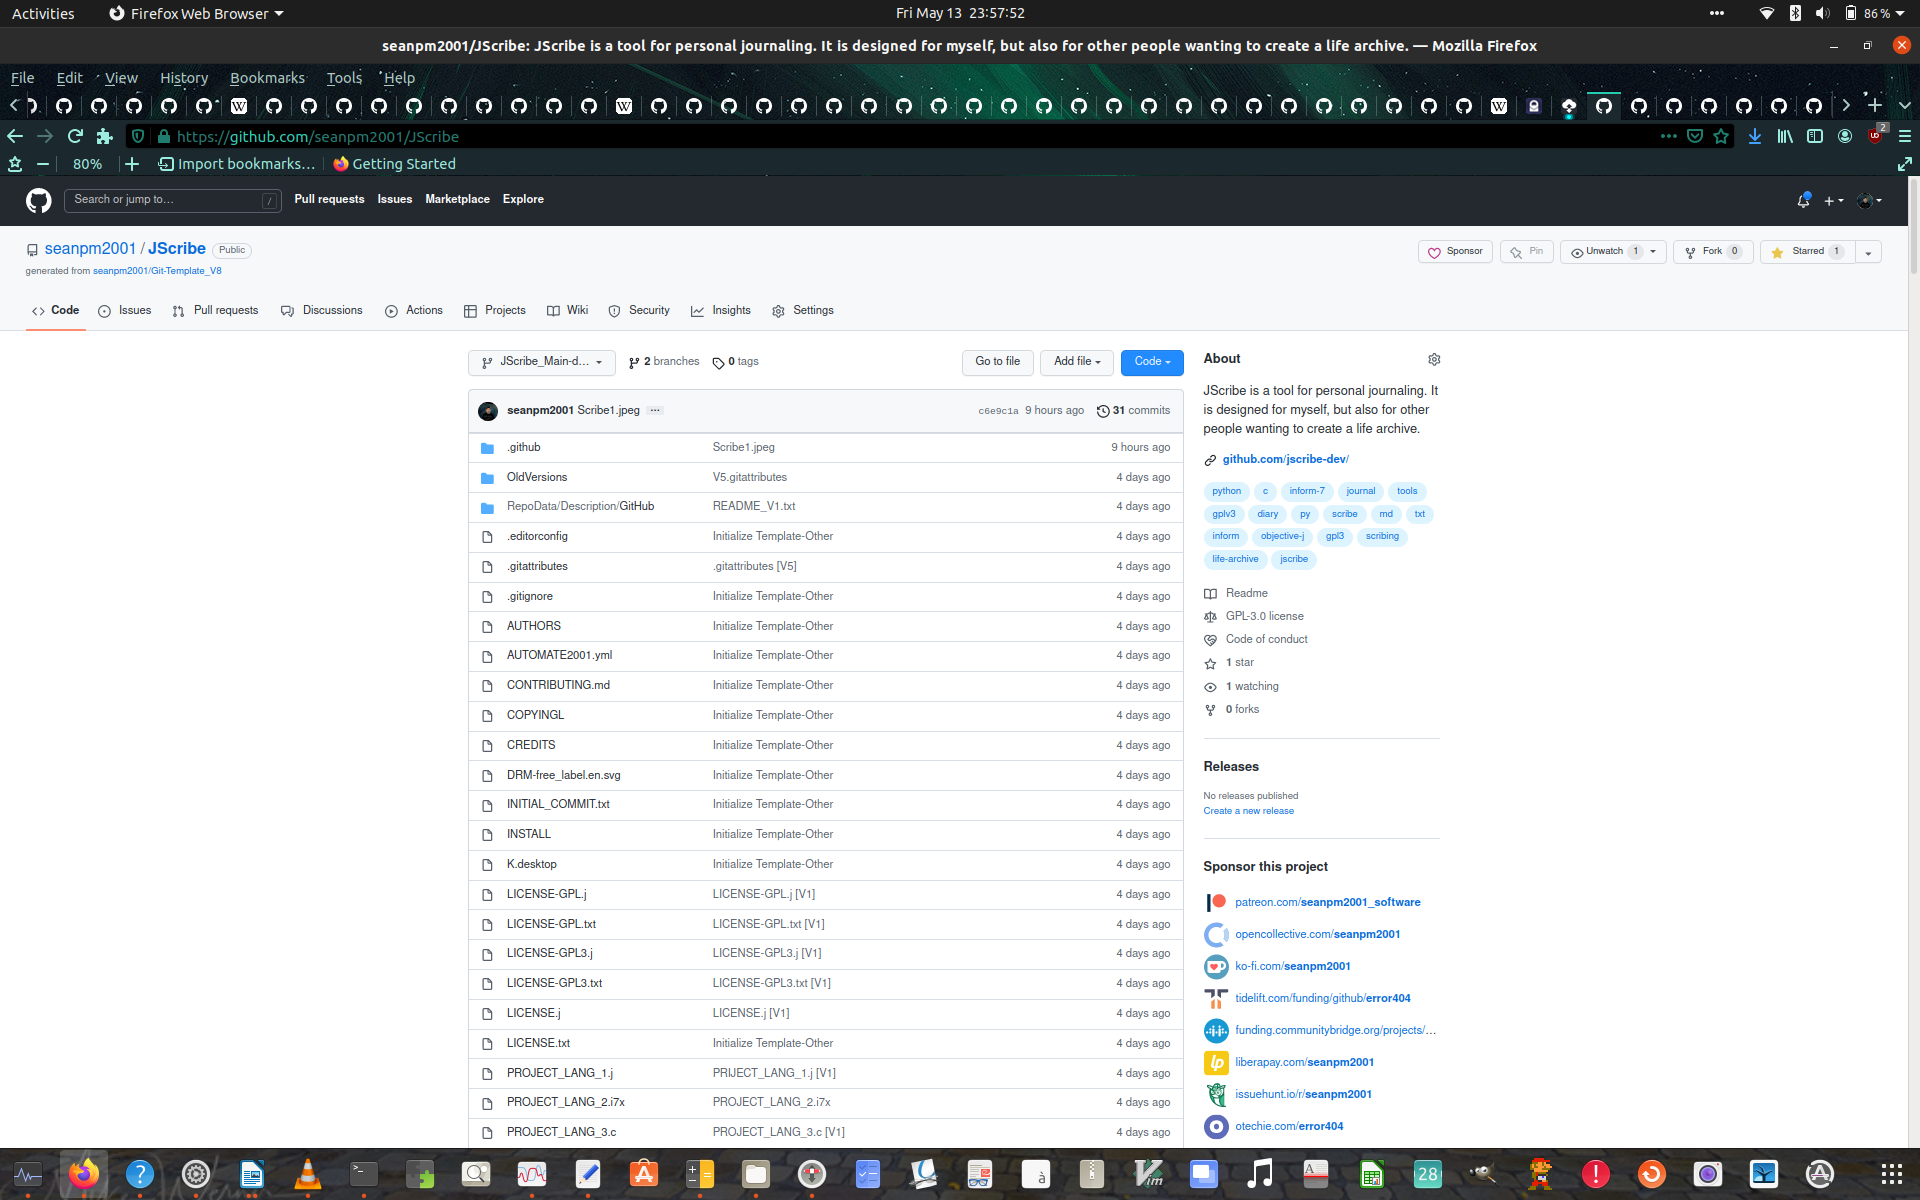 Activities Firefox Web Browser Fri May 13 23:57:52 86 %
seanpm2001/JScribe: JScribe is a tool for personal journaling. It is designed for myself, but also for other people wanting to create a life archive. — Mozilla Firefox
File Edit View History Bookmarks Tools Help
https://github.com/seanpm2001/JScribe 2
80% Import bookmarks... Getting Started
Search or jump to... / Pull requests Issues Marketplace Explore
seanpm2001 / JScribe Public Sponsor Pin Unwatch 1 Fork 0 Starred 1
generated from seanpm2001/Git-Template_V8
Code Issues Pull requests Discussions Actions Projects Wiki Security Insights Settings
JScribe_Main-d... 2 branches 0 tags Go to file Add file Code
seanpm2001 Scribe1.jpeg ... c6e9c1a 9 hours ago 31 commits
.github Scribe1.jpeg 9 hours ago
OldVersions V5.gitattributes 4 days ago
RepoData/Description/GitHub README_V1.txt 4 days ago
.editorconfig Initialize Template-Other 4 days ago
.gitattributes .gitattributes [V5] 4 days ago
.gitignore Initialize Template-Other 4 days ago
AUTHORS Initialize Template-Other 4 days ago
AUTOMATE2001.yml Initialize Template-Other 4 days ago
CONTRIBUTING.md Initialize Template-Other 4 days ago
COPYINGL Initialize Template-Other 4 days ago
CREDITS Initialize Template-Other 4 days ago
DRM-free_label.en.svg Initialize Template-Other 4 days ago
INITIAL_COMMIT.txt Initialize Template-Other 4 days ago
INSTALL Initialize Template-Other 4 days ago
K.desktop Initialize Template-Other 4 days ago
LICENSE-GPL.j LICENSE-GPL.j [V1] 4 days ago
LICENSE-GPL.txt LICENSE-GPL.txt [V1] 4 days ago
LICENSE-GPL3.j LICENSE-GPL3.j [V1] 4 days ago
LICENSE-GPL3.txt LICENSE-GPL3.txt [V1] 4 days ago
LICENSE.j LICENSE.j [V1] 4 days ago
LICENSE.txt Initialize Template-Other 4 days ago
PROJECT_LANG_1.j PRIJECT_LANG_1.j [V1] 4 days ago
PROJECT_LANG_2.i7x PROJECT_LANG_2.i7x 4 days ago
PROJECT_LANG_3.c PROJECT_LANG_3.c [V1] 4 days ago
About
JScribe is a tool for personal journaling. It
is designed for myself, but also for other
people wanting to create a life archive.
github.com/jscribe-dev/
python c inform-7 journal tools
gplv3 diary py scribe md txt
inform objective-j gpl3 scribing
life-archive jscribe
Readme
GPL-3.0 license
Code of conduct
1 star
1 watching
0 forks
Releases
No releases published
Create a new release
Sponsor this project
patreon.com/seanpm2001_software
opencollective.com/seanpm2001
ko-fi.com/seanpm2001
tidelift.com/funding/github/error404
funding.communitybridge.org/projects/...
liberapay.com/seanpm2001
issuehunt.io/r/seanpm2001
otechie.com/error404
28